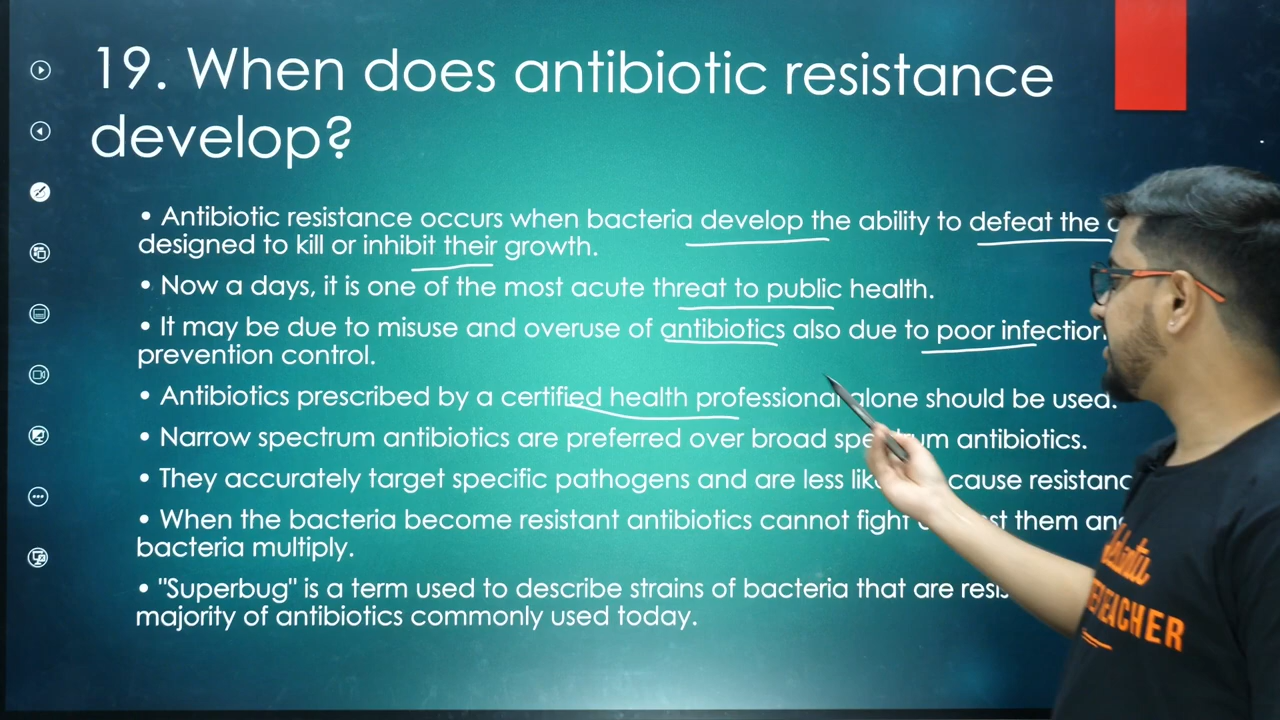 19. When does antibiotic resistance
develop?
• Antibiotic resistance occurs when bacteria develop the ability to defeat the
designed to kill or inhibit their growth.
• Now a days, it is one of the most acute threat to public health.
• It may be due to misuse and overuse of antibiotics also due to poor infection
prevention control.
• Antibiotics prescribed by a certified health professional alone should be used.
• Narrow spectrum antibiotics are preferred over broad spectrum antibiotics.
• They accurately target specific pathogens and are less cause
• When the bacteria become resistant antibiotics cannot fight them
bacteria multiply.
• "Superbug" is a term used to describe strains of bacteria that are
majority of antibiotics commonly used today.
TEACHER